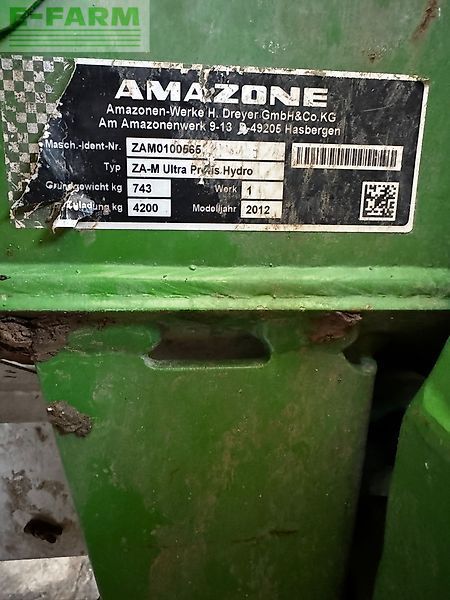 E-FARM
AMAZONE
Amazonen-Werke H. Dreyer GmbH&Co.KG
Am Amazonenwerk 9-13 D-49205 Hasbergen
Masch.-Ident-Nr. ZAM0100565
Typ ZA-M Ultra Profis Hydro
Grundgewicht kg 743 Werk 1
Zuladung kg 4200 Modelljahr 2012